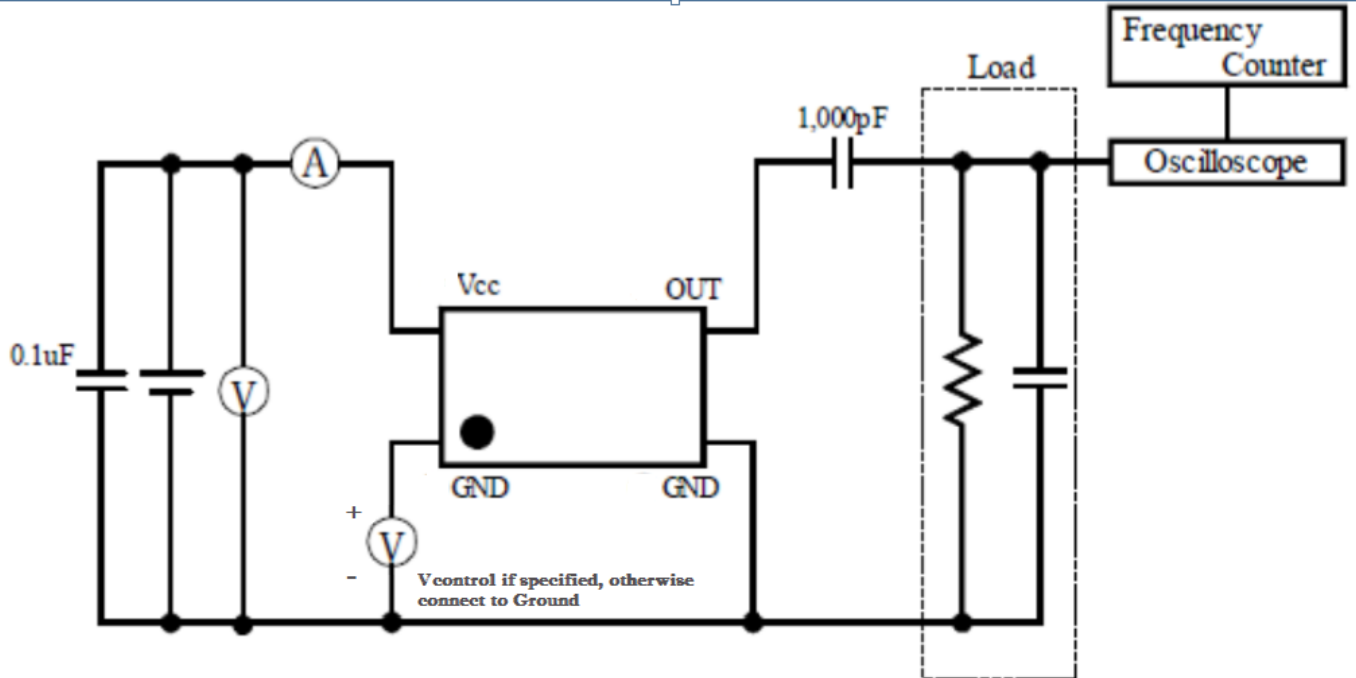 Frequency
Counter
Load
1,000pF
A
Oscilloscope
Vcc
OUT
0.1uF
V
GND
GND
+
V
-
Vcontrol if specified, otherwise
connect to Ground